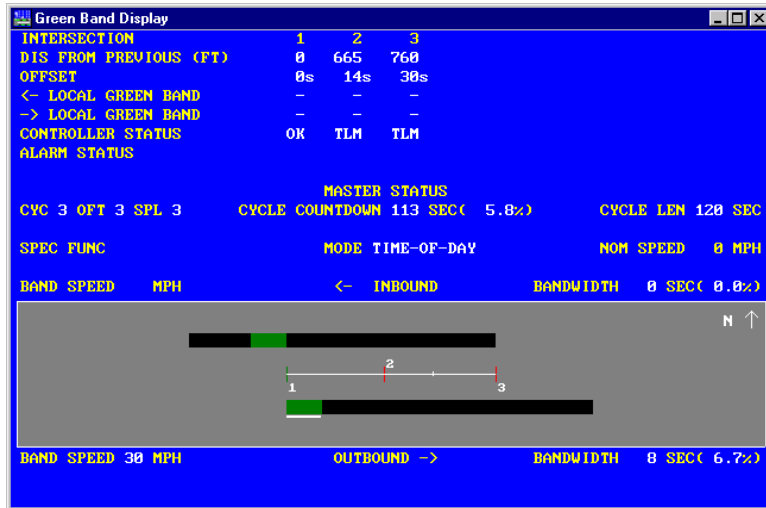 Green Band Display
INTERSECTION 1 2 3
DIS FROM PREVIOUS (FT) 0 665 760
OFFSET 0s 14s 30s
<- LOCAL GREEN BAND - - -
-> LOCAL GREEN BAND - - -
CONTROLLER STATUS OK TLM TLM
ALARM STATUS
MASTER STATUS
CYC 3 OFT 3 SPL 3 CYCLE COUNTDOWN 113 SEC( 5.8%) CYCLE LEN 120 SEC
SPEC FUNC MODE TIME-OF-DAY NOM SPEED 0 MPH
BAND SPEED MPH <- INBOUND BANDWIDTH 0 SEC( 0.0%)
N ↑
2
1 3
BAND SPEED 30 MPH OUTBOUND -> BANDWIDTH 8 SEC( 6.7%)